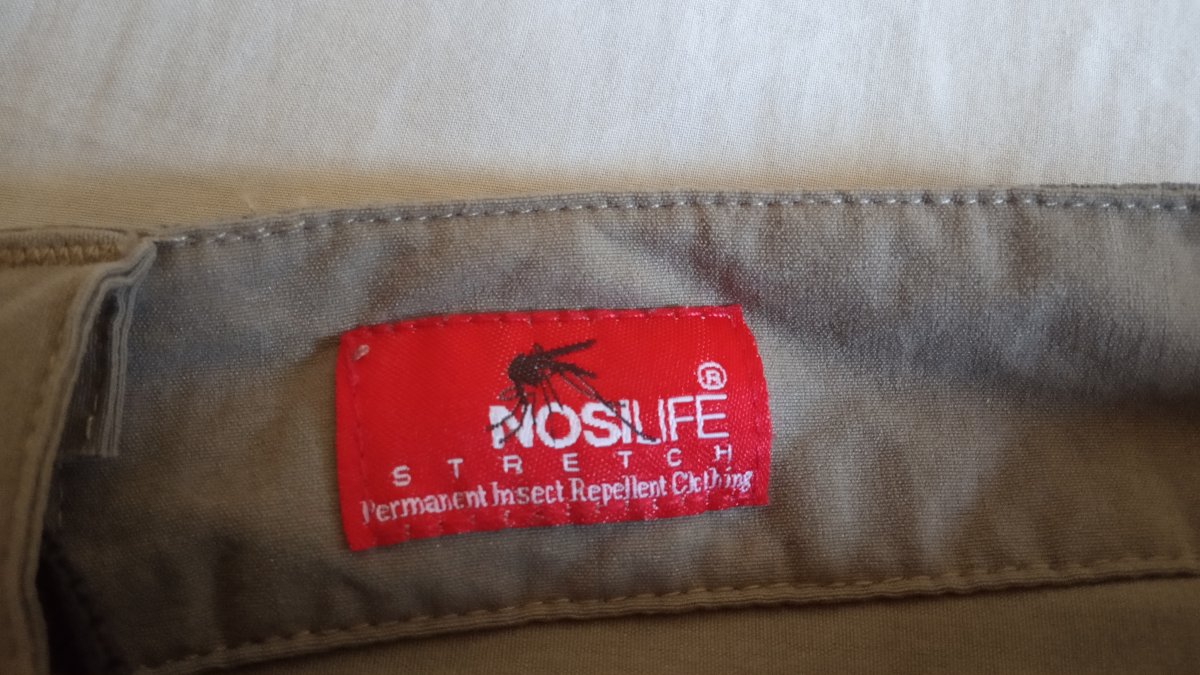 NOSILIFE®
STRETCH
Permanent Insect Repellent Clothing